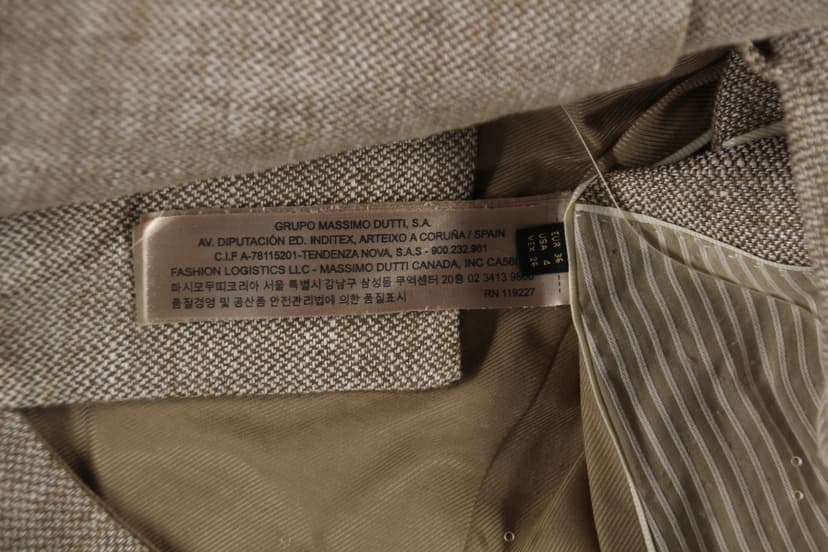 GRUPO MASSIMO DUTTI, S.A.
AV. DIPUTACIÓN ED. INDITEX, ARTEIXO A CORUÑA / SPAIN
C.I.F A-78115201-TENDENZA NOVA, S.A.S - 900.232.961
FASHION LOGISTICS LLC - MASSIMO DUTTI CANADA, INC
마시모두띠코리아 서울 특별시 강남구 삼성동 무역센터 20층 02 3413
품질경영 및 공산품 안전관리법에 의한 품질표시
RN 119227
EUR 36
USA 4
MEX 26